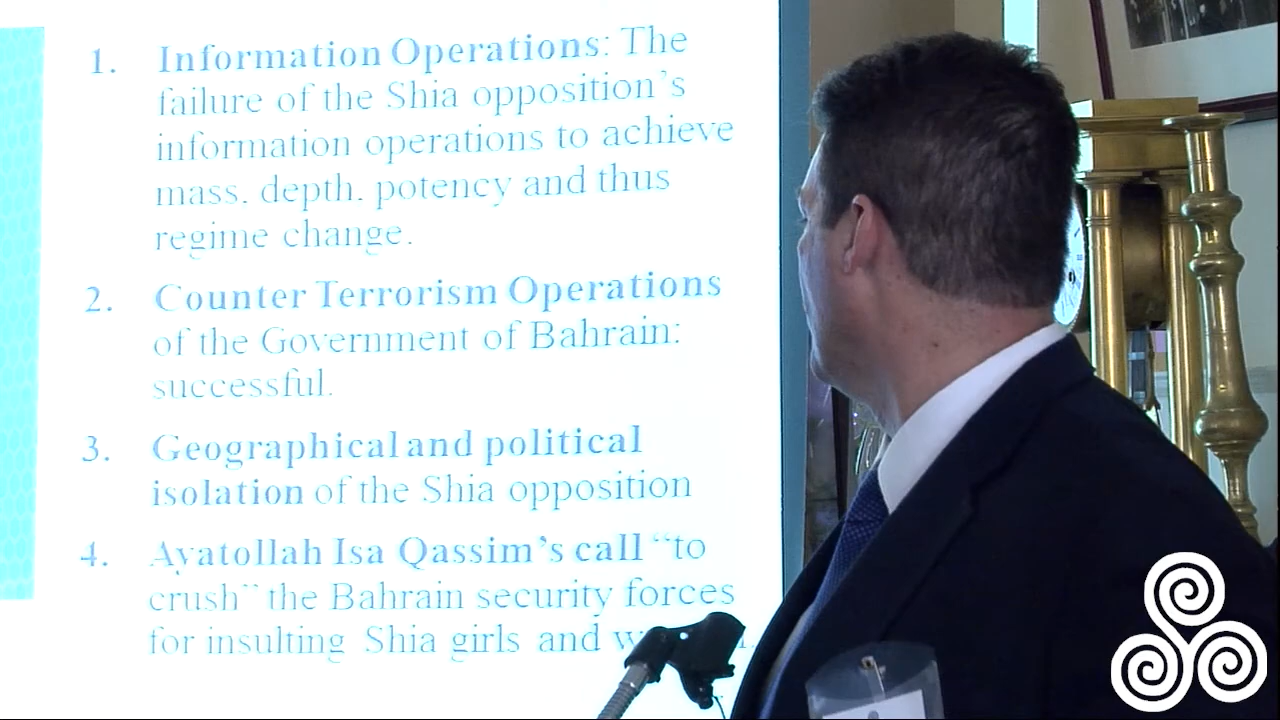 1. Information Operations: The
failure of the Shia opposition's
information operations to achieve
mass, depth, potency and thus
regime change.
2. Counter Terrorism Operations
of the Government of Bahrain:
successful.
3. Geographical and political
isolation of the Shia opposition
4. Ayatollah Isa Qassim's call "to
crush" the Bahrain security forces
for insulting Shia girls and